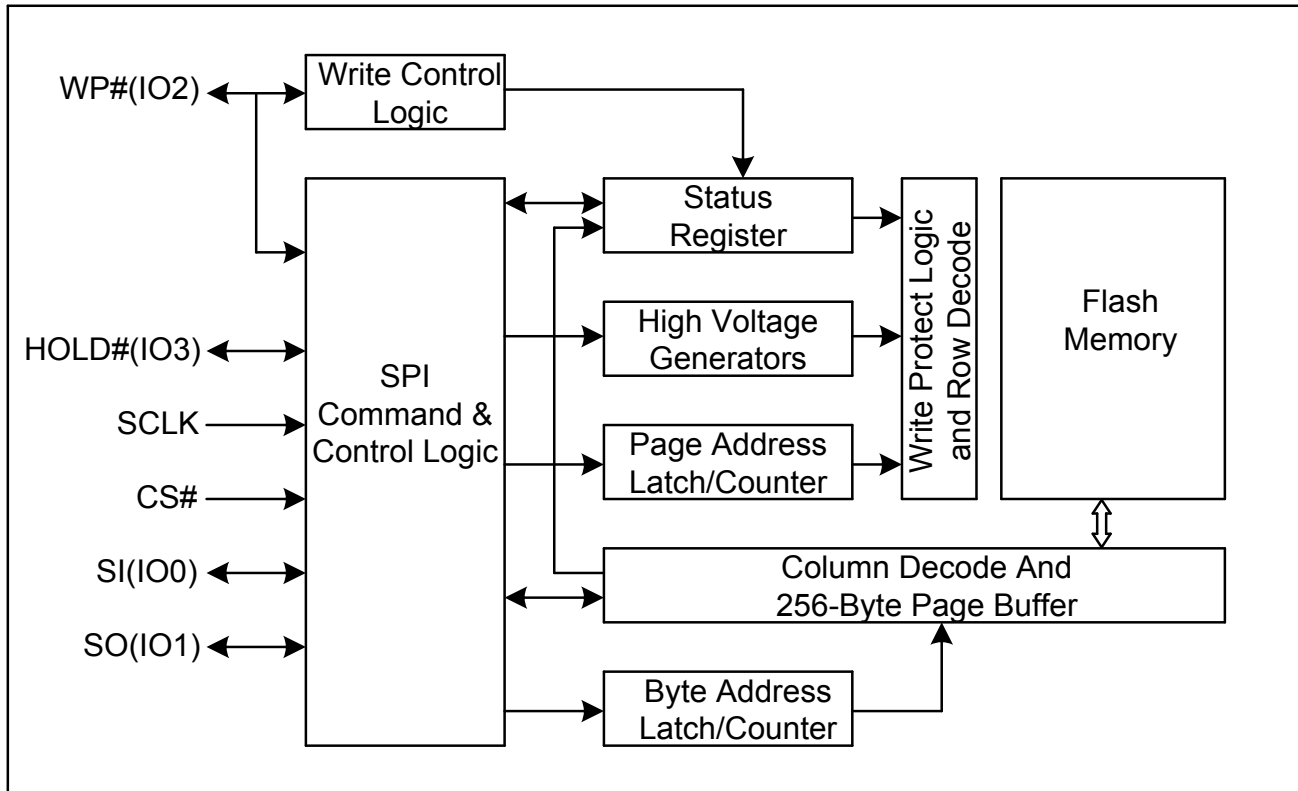 WP#(IO2)
Write Control
Logic
Status
Register
Write Protect Logic
and Row Decode
Flash
Memory
HOLD#(IO3)
SPI
Command &
Control Logic
High Voltage
Generators
SCLK
Page Address
Latch/Counter
CS#
SI(IO0)
Column Decode And
256-Byte Page Buffer
SO(IO1)
Byte Address
Latch/Counter